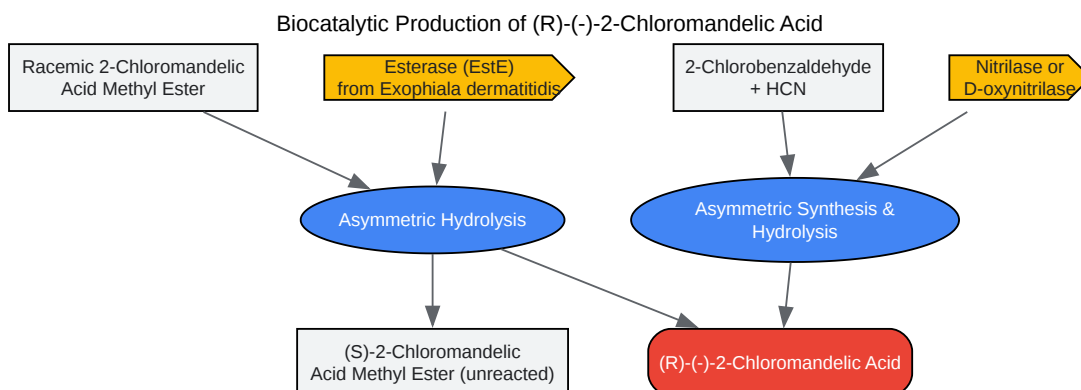 Biocatalytic Production of (R)-(-)-2-Chloromandelic Acid
Racemic 2-Chloromandelic
Acid Methyl Ester
Esterase (EstE)
from Exophiala dermatitidis
2-Chlorobenzaldehyde
+ HCN
Nitrilase or
D-oxynitrilase
Asymmetric Hydrolysis
Asymmetric Synthesis &
Hydrolysis
(S)-2-Chloromandelic
Acid Methyl Ester (unreacted)
(R)-(-)-2-Chloromandelic Acid